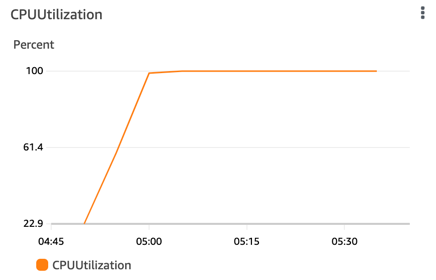 CPUUtilization
Percent
100
61.4
22.9
04:45 05:00 05:15 05:30
CPUUtilization